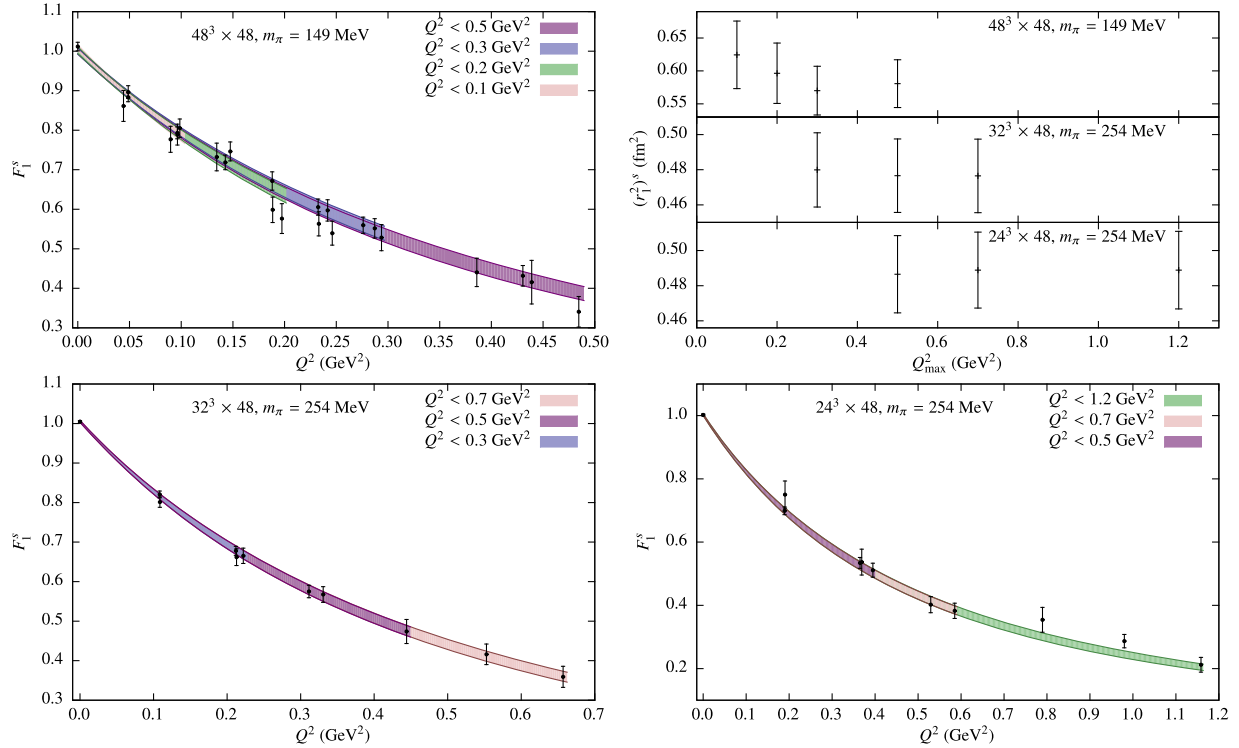 48³ × 48, mπ = 149 MeV
Q² < 0.5 GeV²
Q² < 0.3 GeV²
Q² < 0.2 GeV²
Q² < 0.1 GeV²
1.1
1.0
0.9
0.8
0.7
0.6
0.5
0.4
0.3
F₁ˢ
0.00 0.05 0.10 0.15 0.20 0.25 0.30 0.35 0.40 0.45 0.50
Q² (GeV²)
48³ × 48, mπ = 149 MeV
0.65
0.60
0.55
32³ × 48, mπ = 254 MeV
0.50
0.48
0.46
24³ × 48, mπ = 254 MeV
0.50
0.48
0.46
(r₁²)ˢ (fm²)
0.0 0.2 0.4 0.6 0.8 1.0 1.2
Q²max (GeV²)
32³ × 48, mπ = 254 MeV
Q² < 0.7 GeV²
Q² < 0.5 GeV²
Q² < 0.3 GeV²
1.1
1.0
0.9
0.8
0.7
0.6
0.5
0.4
0.3
F₁ˢ
0.0 0.1 0.2 0.3 0.4 0.5 0.6 0.7
Q² (GeV²)
24³ × 48, mπ = 254 MeV
Q² < 1.2 GeV²
Q² < 0.7 GeV²
Q² < 0.5 GeV²
1.0
0.8
0.6
0.4
0.2
F₁ˢ
0.0 0.1 0.2 0.3 0.4 0.5 0.6 0.7 0.8 0.9 1.0 1.1 1.2
Q² (GeV²)